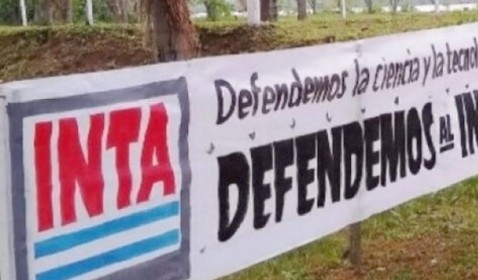 INTA
Defendemos la ciencia y la
DEFENDEMOS AL